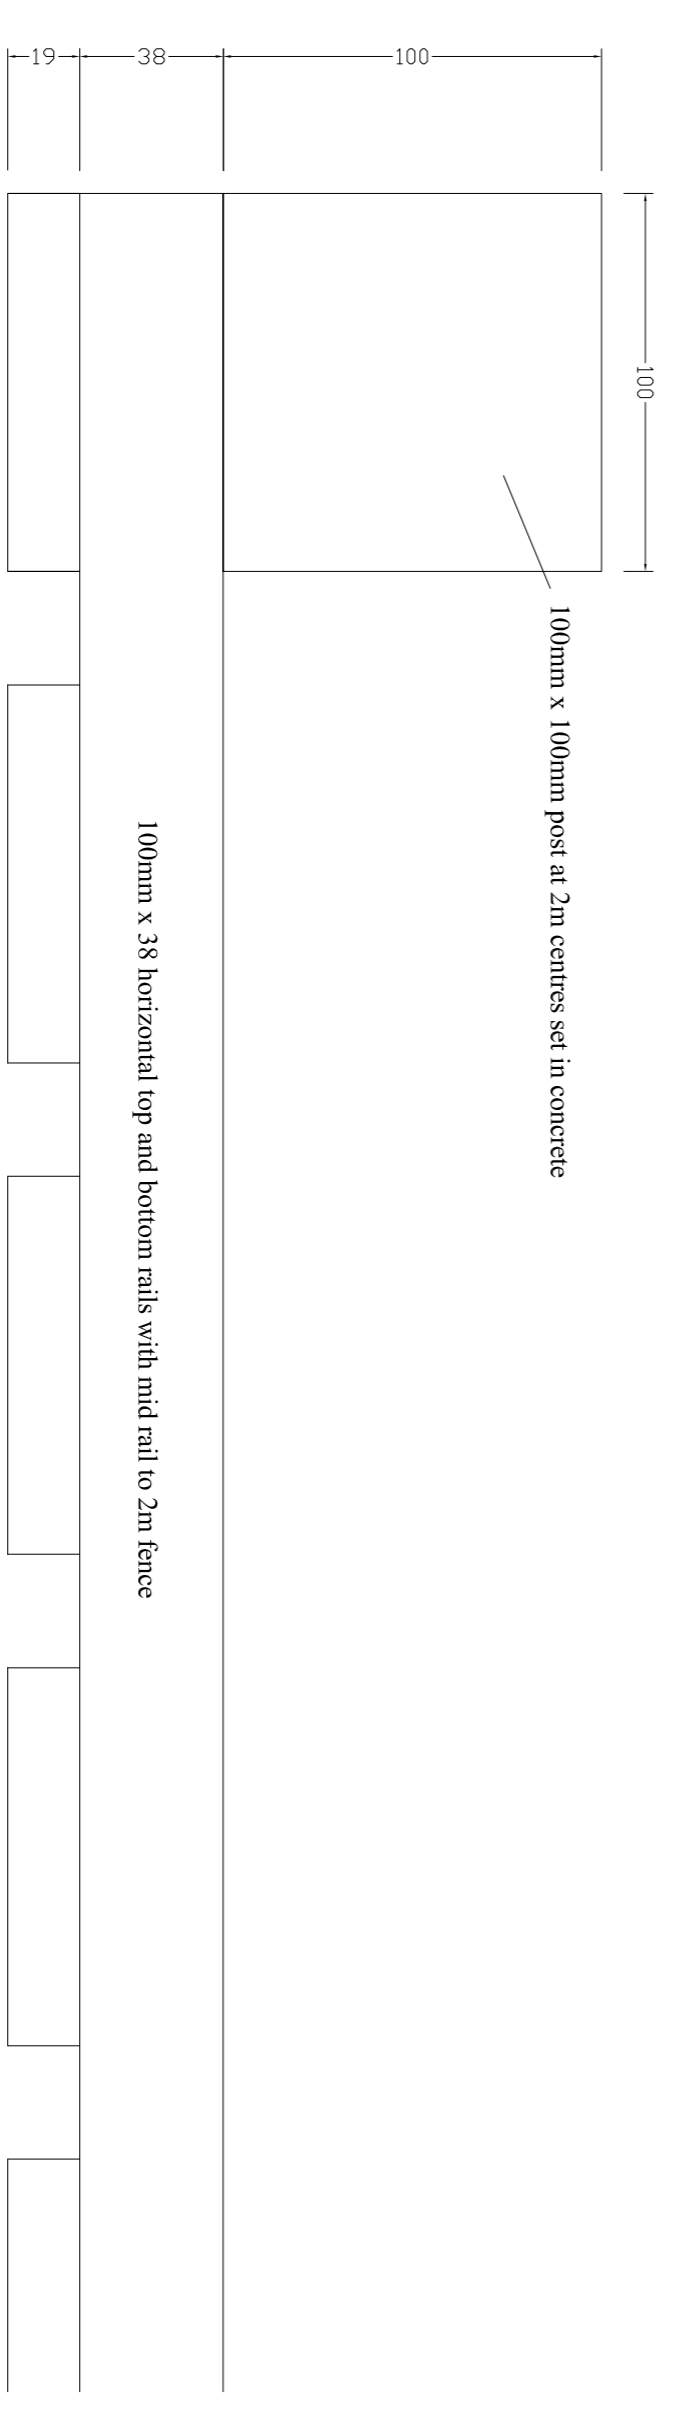 19
38
100
100
100mm x 100mm post at 2m centres set in concrete
100mm x 38 horizontal top and bottom rails with mid rail to 2m fence